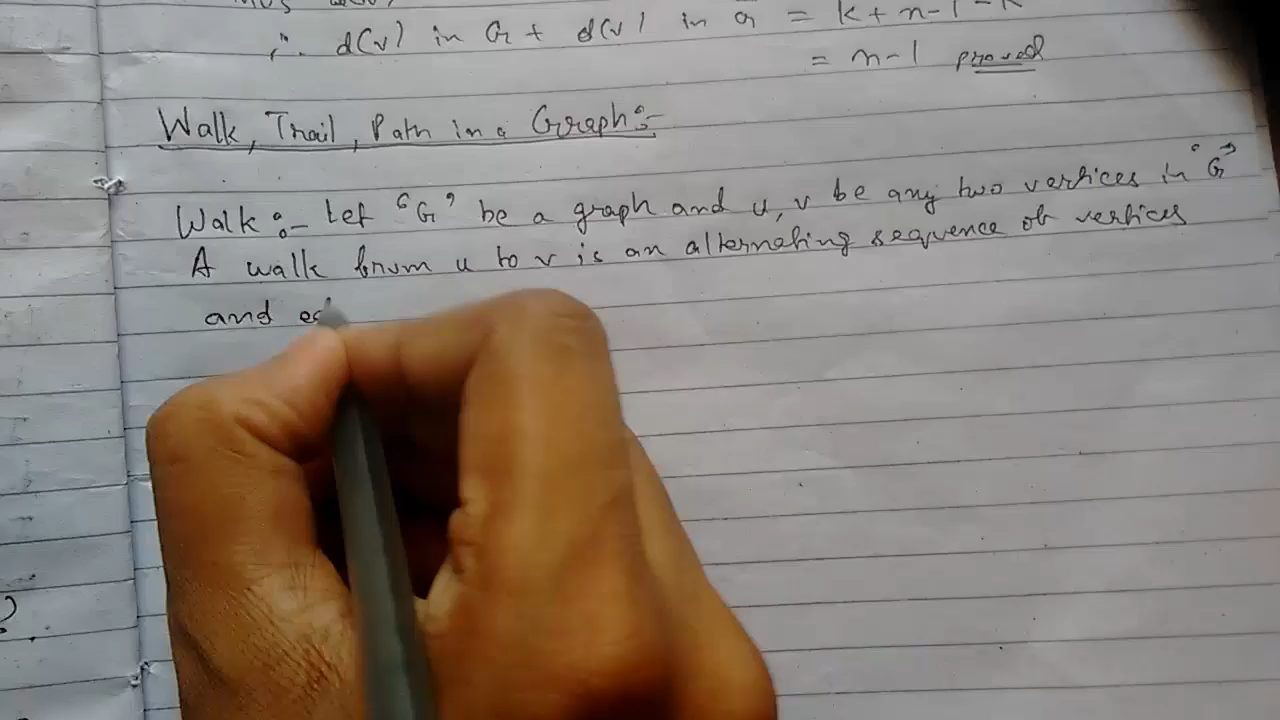 ∴ d(v) in G + d(v) in G̅ = k + n-1-k
= n-1 proved
Walk, Trail, Path in a Graph:-
Walk:- Let "G" be a graph and u, v be any two vertices in "G"
A walk from u to v is an alternating sequence of vertices
and ed